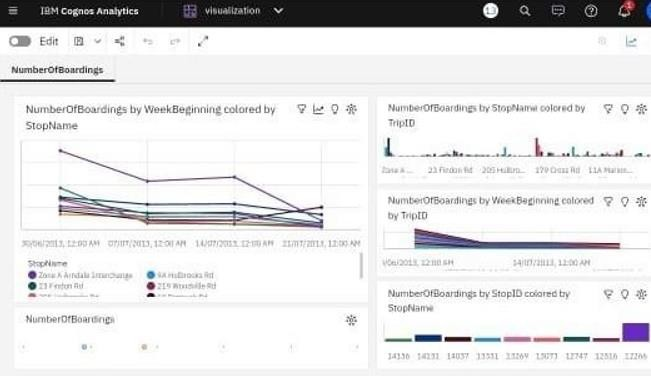 IBM Cognos Analytics
visualization
13
1
Edit
NumberOfBoardings
NumberOfBoardings by WeekBeginning colored by
StopName
30/06/2013, 12:00 AM 07/07/2013, 12:00 AM 14/07/2013, 12:00 AM 21/07/2013, 12:00 AM
StopName
Zone A Arndale Interchange
9A Holbrooks Rd
23 Findon Rd
219 Woodville Rd
NumberOfBoardings
NumberOfBoardings by StopName colored by
TripID
Zone A ... 23 Findon Rd 205 Holbro... 179 Cross Rd 11A Marion...
NumberOfBoardings by WeekBeginning colored
by TripID
/06/2013, 12:00 AM 14/07/2013, 12:00 AM
NumberOfBoardings by StopID colored by
StopName
14136 14131 14037 13331 13269 13073 12747 12516 12266